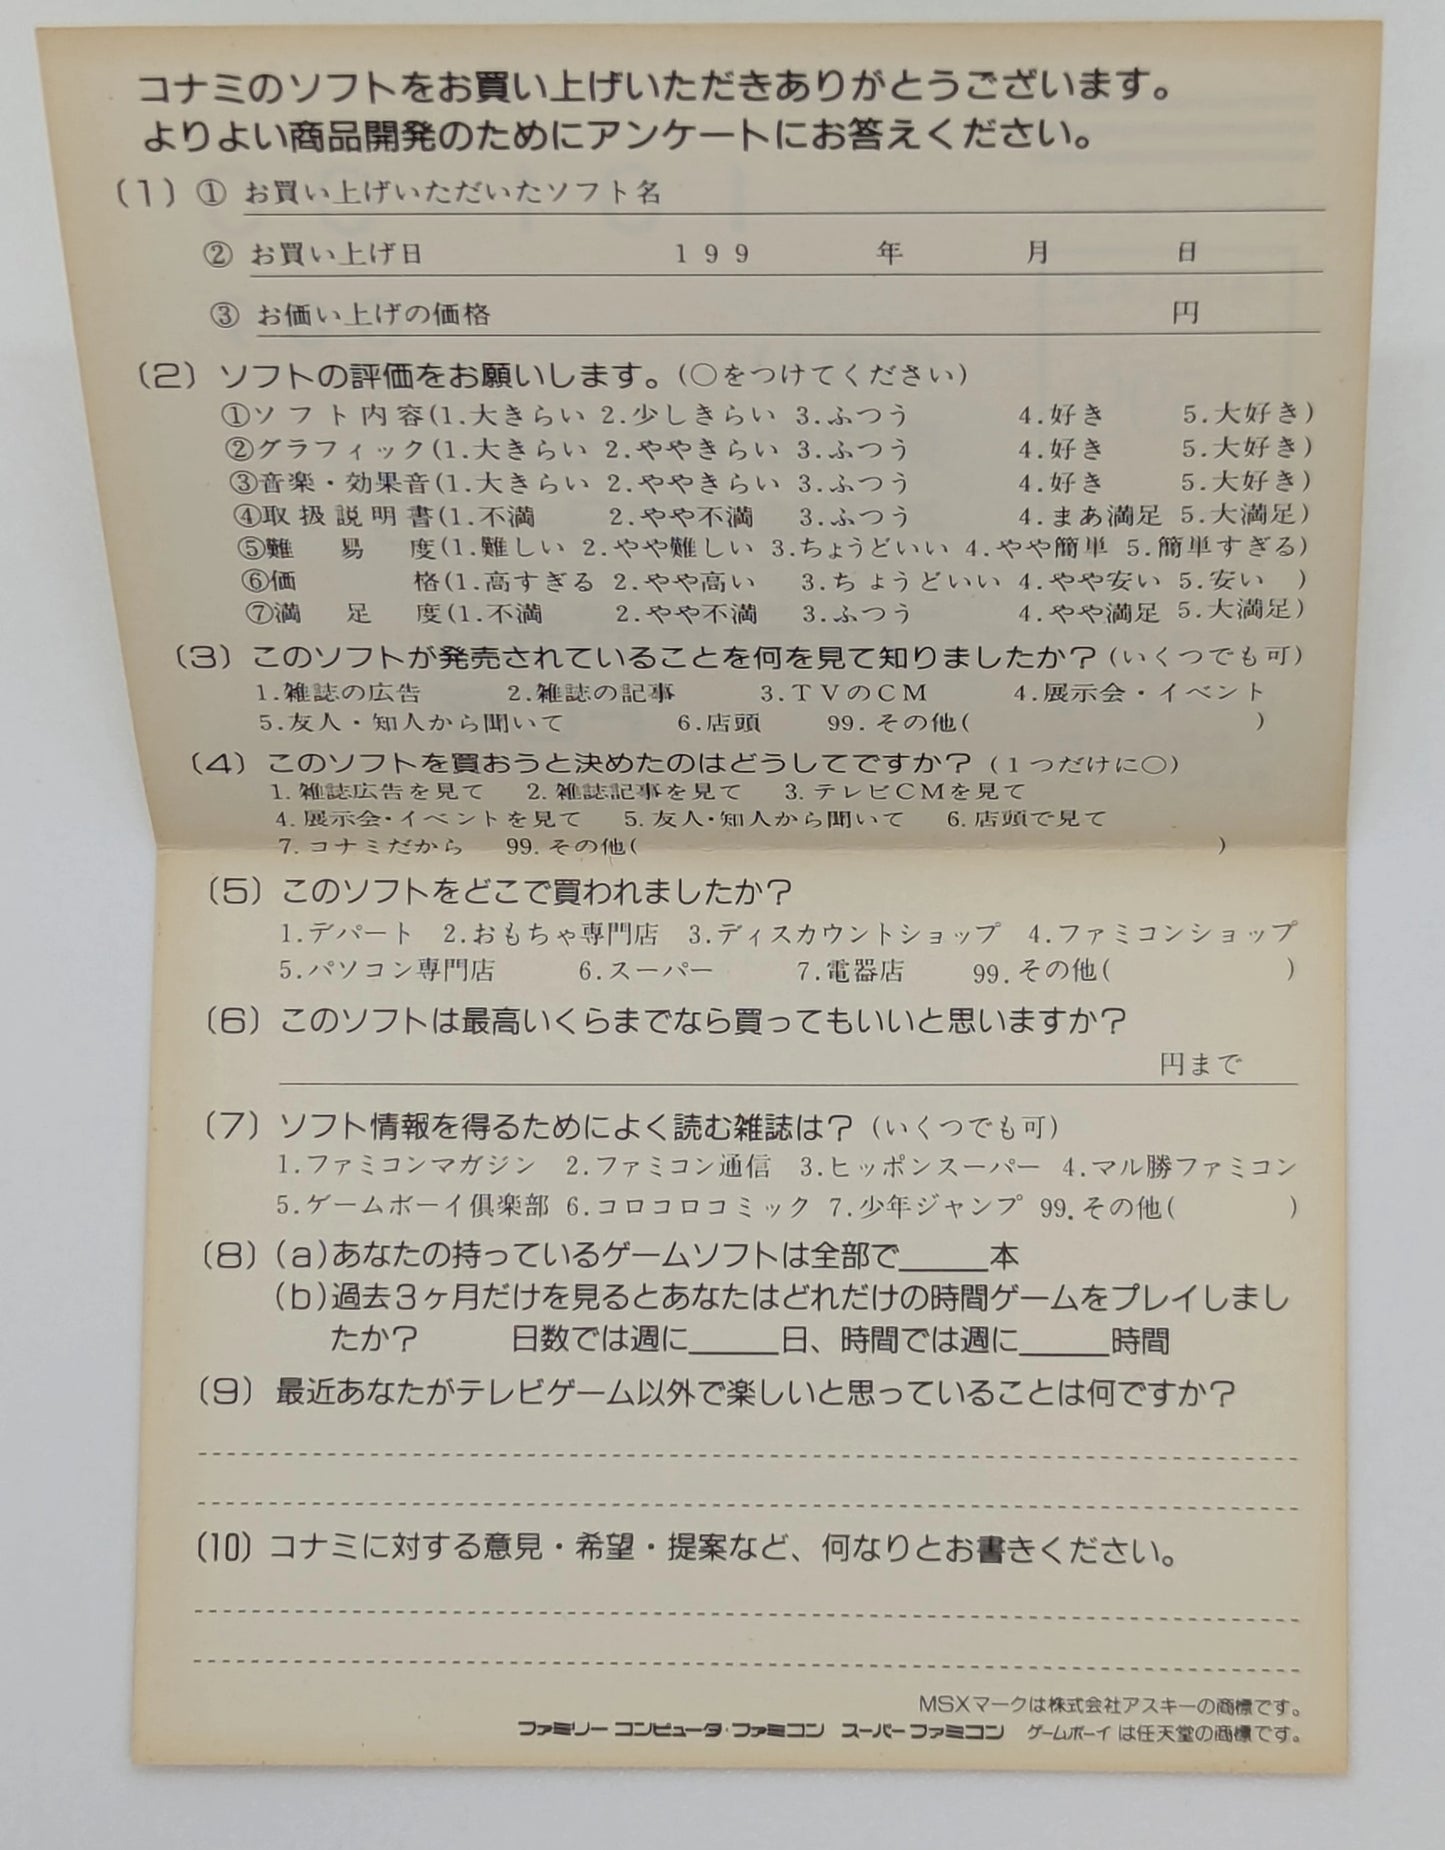 コナミのソフトをお買い上げいただきありがとうございます。
よりよい商品開発のためにアンケートにお答えください。
(1) ① お買い上げいただいたソフト名
② お買い上げ日 199 年 月 日
③ お価い上げの価格 円
(2) ソフトの評価をお願いします。(○をつけてください)
①ソフト内容(1.大きらい 2.少しきらい 3.ふつう 4.好き 5.大好き)
②グラフィック(1.大きらい 2.ややきらい 3.ふつう 4.好き 5.大好き)
③音楽・効果音(1.大きらい 2.ややきらい 3.ふつう 4.好き 5.大好き)
④取扱説明書(1.不満 2.やや不満 3.ふつう 4.まあ満足 5.大満足)
⑤難易度(1.難しい 2.やや難しい 3.ちょうどいい 4.やや簡単 5.簡単すぎる)
⑥価格(1.高すぎる 2.やや高い 3.ちょうどいい 4.やや安い 5.安い )
⑦満足度(1.不満 2.やや不満 3.ふつう 4.やや満足 5.大満足)
(3) このソフトが発売されていることを何を見て知りましたか?(いくつでも可)
1.雑誌の広告 2.雑誌の記事 3.TVのCM 4.展示会・イベント
5.友人・知人から聞いて 6.店頭 99.その他( )
(4) このソフトを買おうと決めたのはどうしてですか?(1つだけに○)
1.雑誌広告を見て 2.雑誌記事を見て 3.テレビCMを見て
4.展示会・イベントを見て 5.友人・知人から聞いて 6.店頭で見て
7.コナミだから 99.その他( )
(5) このソフトをどこで買われましたか?
1.デパート 2.おもちゃ専門店 3.ディスカウントショップ 4.ファミコンショップ
5.パソコン専門店 6.スーパー 7.電器店 99.その他( )
(6) このソフトは最高いくらまでなら買ってもいいと思いますか?
円まで
(7) ソフト情報を得るためによく読む雑誌は?(いくつでも可)
1.ファミコンマガジン 2.ファミコン通信 3.ヒッポンスーパー 4.マル勝ファミコン
5.ゲームボーイ倶楽部 6.コロコロコミック 7.少年ジャンプ 99.その他( )
(8) (a)あなたの持っているゲームソフトは全部で＿＿＿本
(b)過去3ヶ月だけを見るとあなたはどれだけの時間ゲームをプレイしまし
たか? 日数では週に＿＿＿日、時間では週に＿＿＿時間
(9) 最近あなたがテレビゲーム以外で楽しいと思っていることは何ですか?
(10) コナミに対する意見・希望・提案など、何なりとお書きください。
MSXマークは株式会社アスキーの商標です。
ファミリーコンピュータ・ファミコン スーパーファミコン ゲームボーイ は任天堂の商標です。